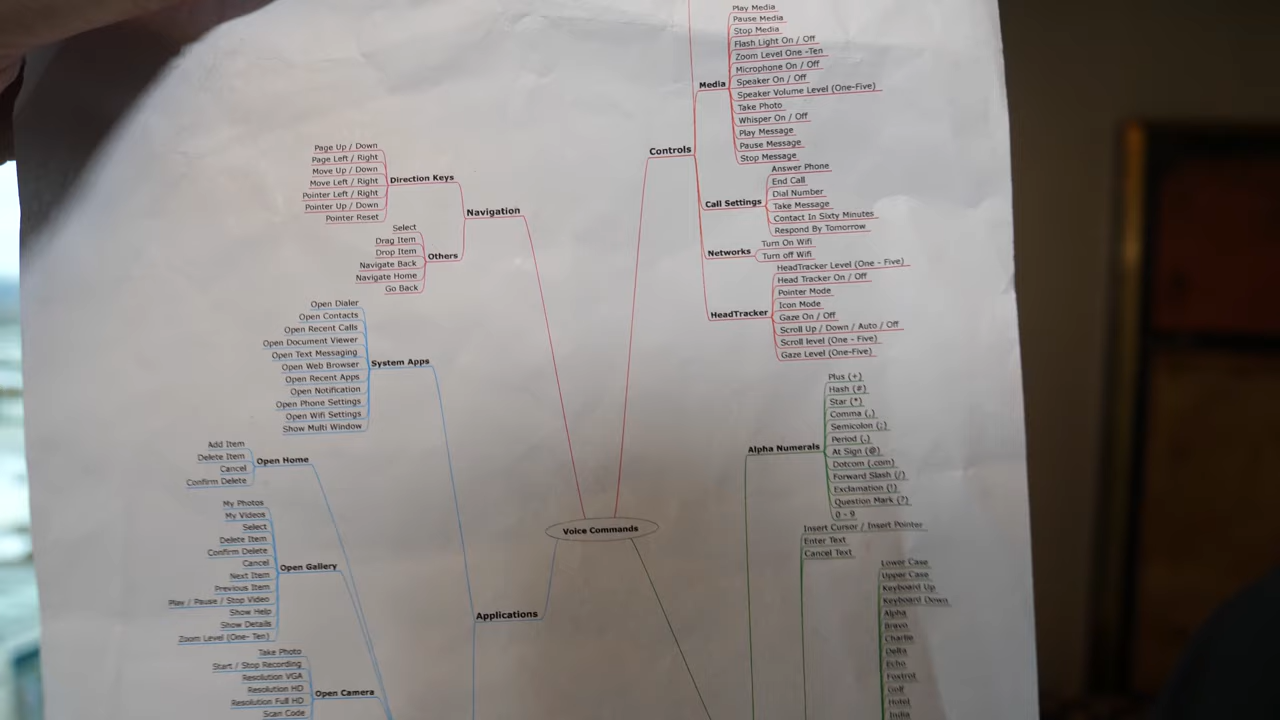 Play Media
Pause Media
Stop Media
Flash Light On / Off
Zoom Level One -Ten
Microphone On / Off
Media
Speaker On / Off
Speaker Volume Level (One-Five)
Take Photo
Whisper On / Off
Play Message
Pause Message
Stop Message
Controls
Answer Phone
End Call
Dial Number
Call Settings
Take Message
Contact In Sixty Minutes
Respond By Tomorrow
Networks
Turn On Wifi
Turn off Wifi
HeadTracker Level (One - Five)
Head Tracker On / Off
Pointer Mode
Icon Mode
HeadTracker
Gaze On / Off
Scroll Up / Down / Auto / Off
Scroll level (One - Five)
Gaze Level (One-Five)
Page Up / Down
Page Left / Right
Move Up / Down
Move Left / Right
Direction Keys
Pointer Left / Right
Pointer Up / Down
Pointer Reset
Navigation
Select
Drag Item
Drop Item
Others
Navigate Back
Navigate Home
Go Back
Open Dialer
Open Contacts
Open Recent Calls
Open Document Viewer
Open Text Messaging
System Apps
Open Web Browser
Open Recent Apps
Open Notification
Open Phone Settings
Open Wifi Settings
Show Multi Window
Add Item
Delete Item
Open Home
Cancel
Confirm Delete
My Photos
My Videos
Select
Delete Item
Confirm Delete
Cancel
Open Gallery
Next Item
Previous Item
Play / Pause / Stop Video
Show Help
Show Details
Zoom Level (One- Ten)
Take Photo
Start / Stop Recording
Resolution VGA
Resolution HD
Open Camera
Resolution Full HD
Scan Code
Applications
Voice Commands
Plus (+)
Hash (#)
Star (*)
Comma (,)
Semicolon (;)
Period (.)
Alpha Numerals
At Sign (@)
Dotcom (.com)
Forward Slash (/)
Exclamation (!)
Question Mark (?)
0 - 9
Insert Cursor / Insert Pointer
Enter Text
Cancel Text
Lower Case
Upper Case
Keyboard Up
Keyboard Down
Alpha
Bravo
Charlie
Delta
Echo
Foxtrot
Golf
Hotel
India